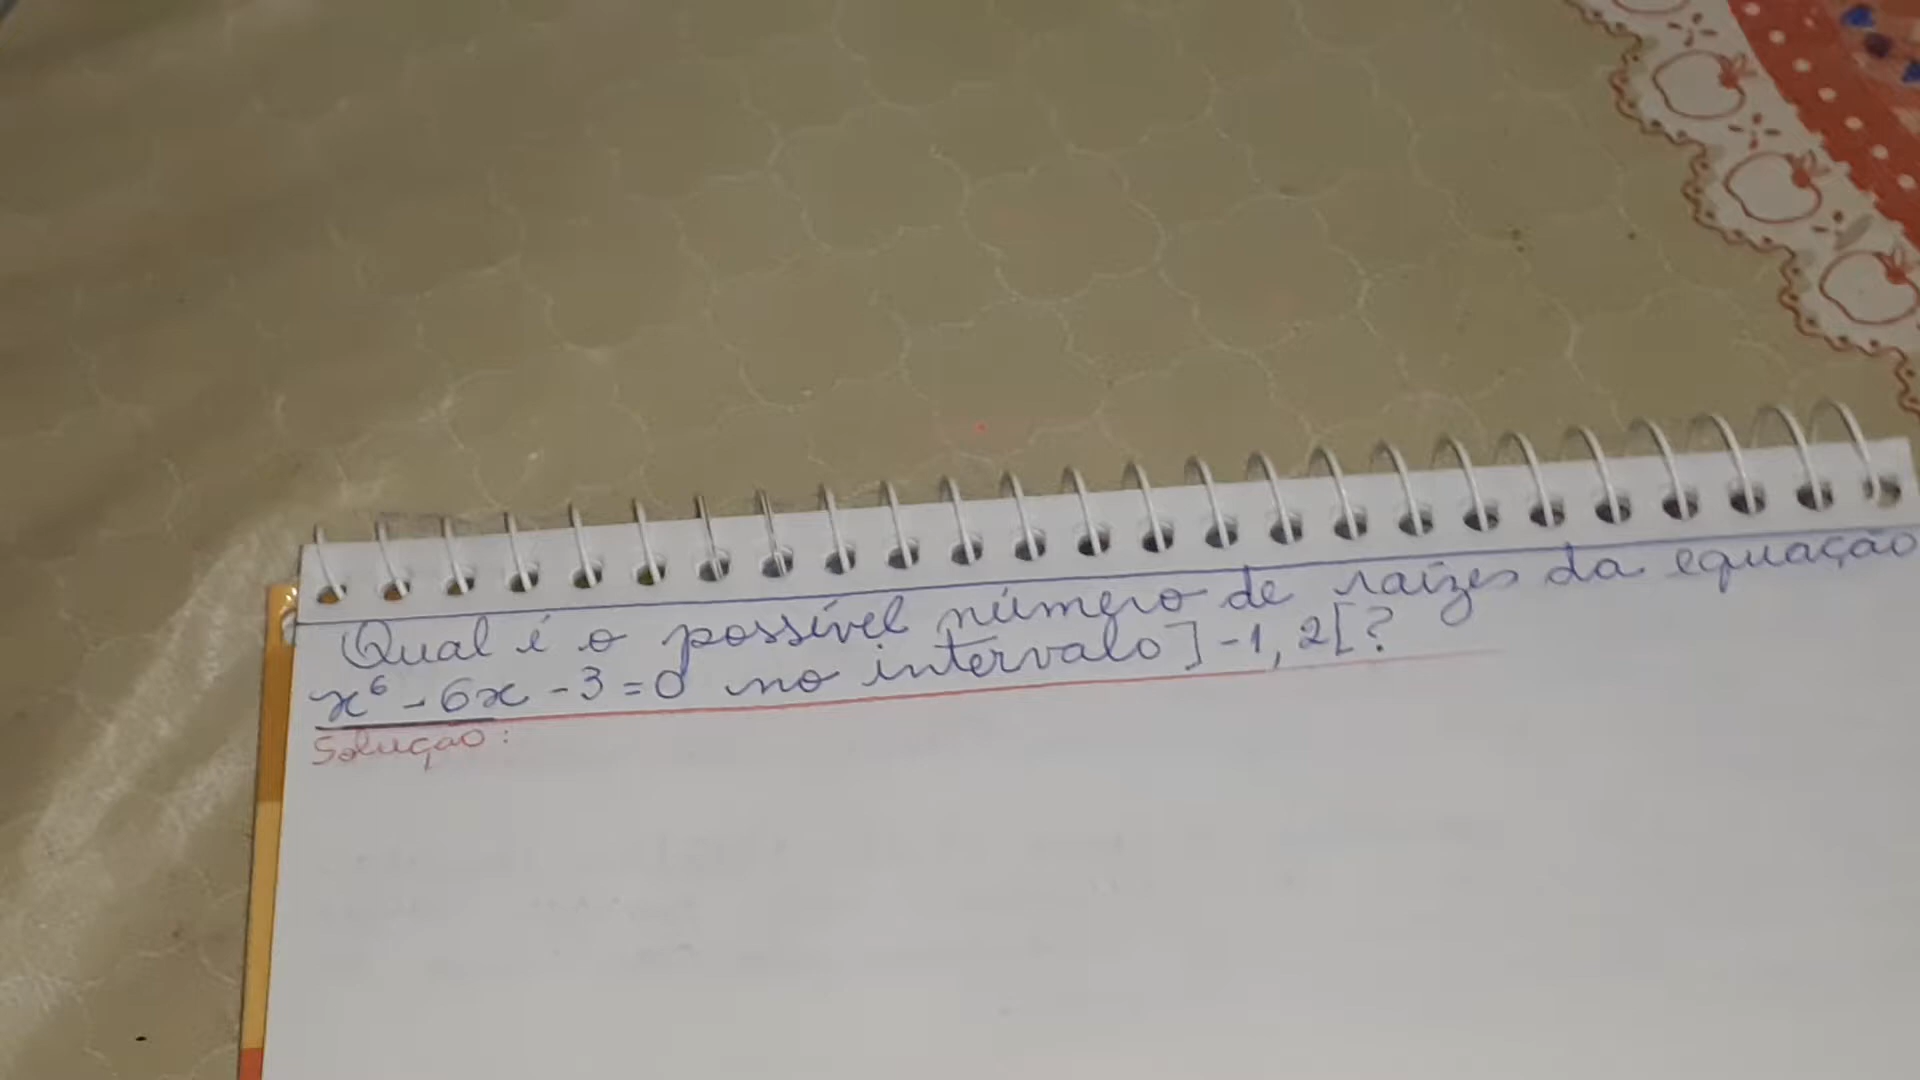 Qual é o possível número de raízes da equação
x⁶ - 6x - 3 = 0 no intervalo ]-1, 2[?
Solução: